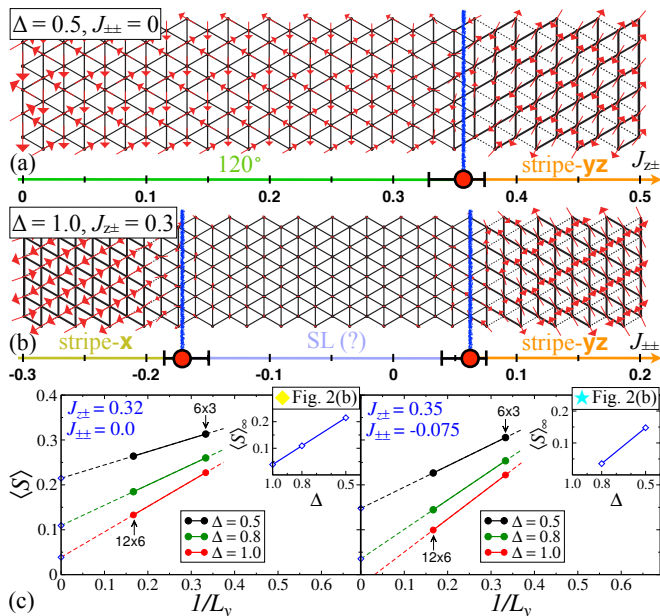 Δ = 0.5, J±± = 0
(a)
120°
stripe-yz
Jz±
0 0.1 0.2 0.3 0.4 0.5
Δ = 1.0, Jz± = 0.3
(b)
stripe-x
SL (?)
stripe-yz
J±±
-0.3 -0.2 -0.1 0 0.1 0.2
Jz± = 0.32
J±± = 0.0
6x3
Fig. 2(b)
⟨S⟩∞
0.2
0.1
1.0 0.8 0.5
Δ
12x6
Δ = 0.5
Δ = 0.8
Δ = 1.0
⟨S⟩
0.4
0.3
0.2
0.1
0
0 0.1 0.2 0.3 0.4 0.5
1/Ly
(c)
Jz± = 0.35
J±± = -0.075
6x3
Fig. 2(b)
⟨S⟩∞
0.1
1.0 0.8 0.5
Δ
12x6
Δ = 0.5
Δ = 0.8
Δ = 1.0
0 0.1 0.2 0.3 0.4 0.5 0.6
1/Ly